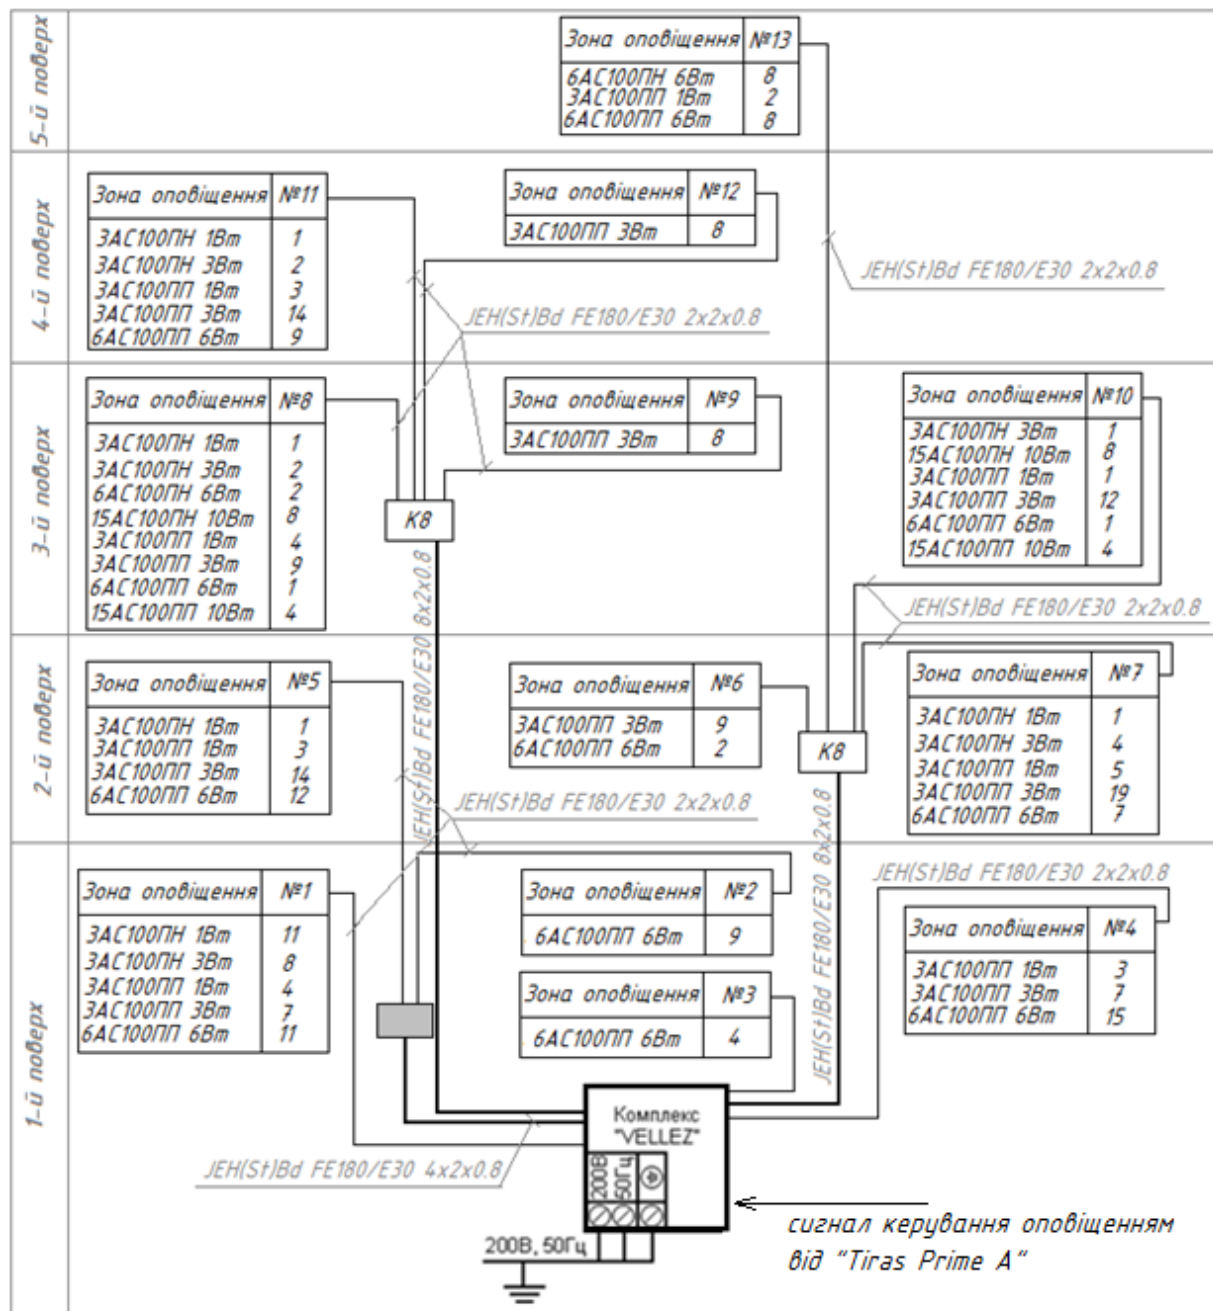 5-й поверх
Зона оповіщення №13
6АС100ПН 6Вт 8
3АС100ПП 1Вт 2
6АС100ПП 6Вт 8
4-й поверх
Зона оповіщення №11
3АС100ПН 1Вт 1
3АС100ПН 3Вт 2
3АС100ПП 1Вт 3
3АС100ПП 3Вт 14
6АС100ПП 6Вт 9
Зона оповіщення №12
3АС100ПП 3Вт 8
JEH(St)Bd FE180/E30 2x2x0.8
JEH(St)Bd FE180/E30 2x2x0.8
3-й поверх
Зона оповіщення №8
3АС100ПН 1Вт 1
3АС100ПН 3Вт 2
6АС100ПН 6Вт 2
15АС100ПН 10Вт 8
3АС100ПП 1Вт 4
3АС100ПП 3Вт 9
6АС100ПП 6Вт 1
15АС100ПП 10Вт 4
Зона оповіщення №9
3АС100ПП 3Вт 8
Зона оповіщення №10
3АС100ПН 3Вт 1
15АС100ПН 10Вт 8
3АС100ПП 1Вт 1
3АС100ПП 3Вт 12
6АС100ПП 6Вт 1
15АС100ПП 10Вт 4
К8
JEH(St)Bd FE180/E30 8x2x0.8
JEH(St)Bd FE180/E30 2x2x0.8
2-й поверх
Зона оповіщення №5
3АС100ПН 1Вт 1
3АС100ПП 1Вт 3
3АС100ПП 3Вт 14
6АС100ПП 6Вт 12
Зона оповіщення №6
3АС100ПП 3Вт 9
6АС100ПП 6Вт 2
К8
Зона оповіщення №7
3АС100ПН 1Вт 1
3АС100ПН 3Вт 4
3АС100ПП 1Вт 5
3АС100ПП 3Вт 19
6АС100ПП 6Вт 7
JEH(St)Bd FE180/E30 2x2x0.8
JEH(St)Bd FE180/E30 8x2x0.8
1-й поверх
Зона оповіщення №1
3АС100ПН 1Вт 11
3АС100ПН 3Вт 8
3АС100ПП 1Вт 4
3АС100ПП 3Вт 7
6АС100ПП 6Вт 11
Зона оповіщення №2
6АС100ПП 6Вт 9
Зона оповіщення №3
6АС100ПП 6Вт 4
JEH(St)Bd FE180/E30 2x2x0.8
Зона оповіщення №4
3АС100ПП 1Вт 3
3АС100ПП 3Вт 7
6АС100ПП 6Вт 15
Комплекс
"VELLEZ"
200В
50Гц
JEH(St)Bd FE180/E30 4x2x0.8
200В, 50Гц
сигнал керування оповіщенням
від "Tiras Prime A"